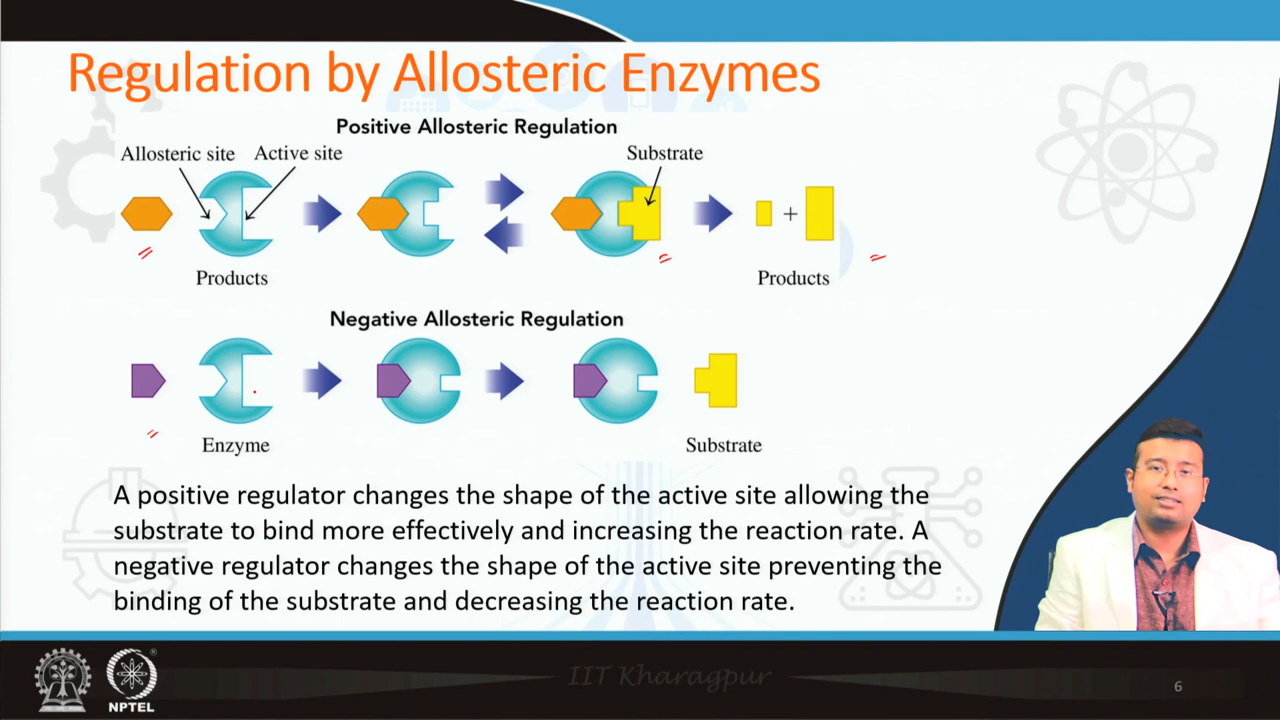 Regulation by Allosteric Enzymes
Positive Allosteric Regulation
Allosteric site Active site Substrate
+
Products Products
Negative Allosteric Regulation
Enzyme Substrate
A positive regulator changes the shape of the active site allowing the
substrate to bind more effectively and increasing the reaction rate. A
negative regulator changes the shape of the active site preventing the
binding of the substrate and decreasing the reaction rate.
IIT Kharagpur
NPTEL
®
6